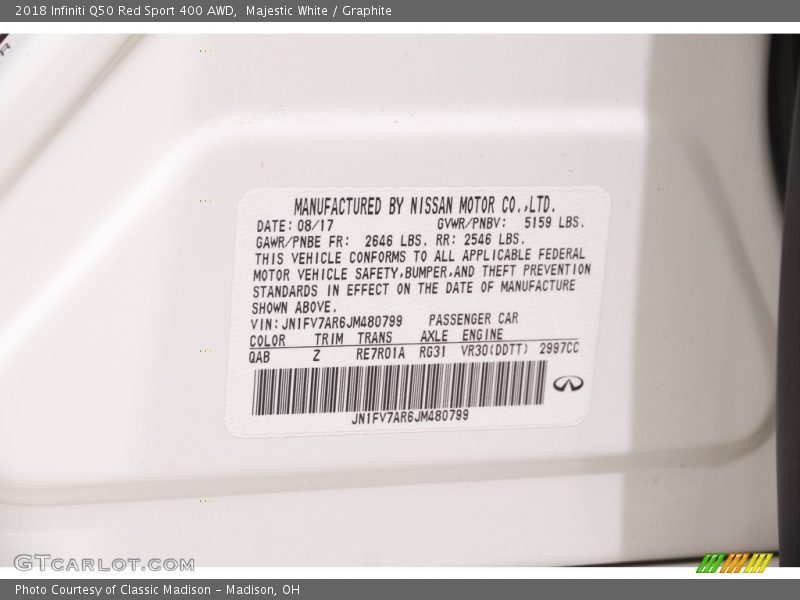 2018 Infiniti Q50 Red Sport 400 AWD,  Majestic White / Graphite
MANUFACTURED BY NISSAN MOTOR CO.,LTD.
DATE: 08/17 GVWR/PNBV: 5159 LBS.
GAWR/PNBE FR: 2646 LBS. RR: 2546 LBS.
THIS VEHICLE CONFORMS TO ALL APPLICABLE FEDERAL
MOTOR VEHICLE SAFETY,BUMPER,AND THEFT PREVENTION
STANDARDS IN EFFECT ON THE DATE OF MANUFACTURE
SHOWN ABOVE.
VIN: JN1FV7AR6JM480799 PASSENGER CAR
COLOR TRIM TRANS AXLE ENGINE
QAB Z RE7R01A RG31 VR30(DDTT) 2997CC
JN1FV7AR6JM480799
GTCARLOT.COM
Photo Courtesy of Classic Madison - Madison, OH